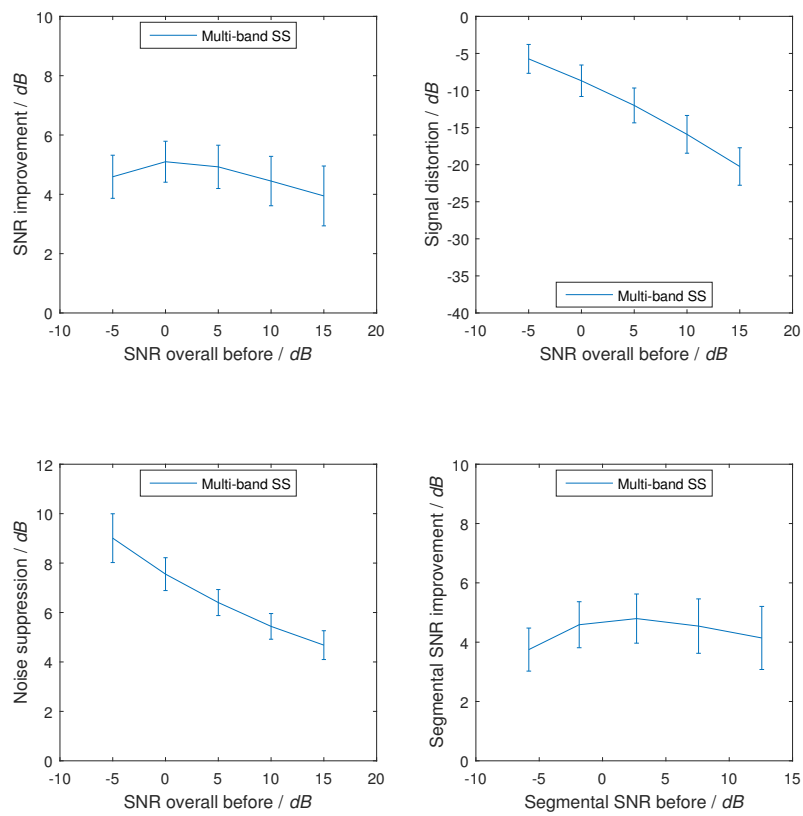 10
8
6
4
2
0
SNR improvement / dB
Multi-band SS
-10 -5 0 5 10 15 20
SNR overall before / dB
-0
-5
-10
-15
-20
-25
-30
-35
-40
Signal distortion / dB
Multi-band SS
-10 -5 0 5 10 15 20
SNR overall before / dB
12
10
8
6
4
2
0
Noise suppression / dB
Multi-band SS
-10 -5 0 5 10 15 20
SNR overall before / dB
10
8
6
4
2
0
Segmental SNR improvement / dB
Multi-band SS
-10 -5 0 5 10 15
Segmental SNR before / dB